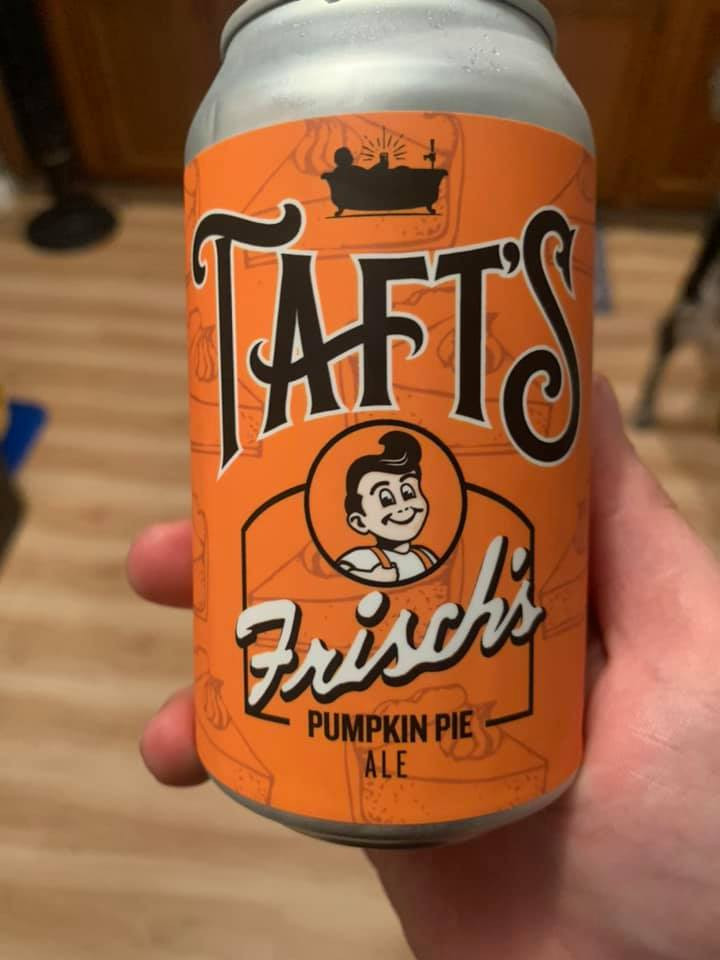 TAFT'S
Frisch's
PUMPKIN PIE
ALE